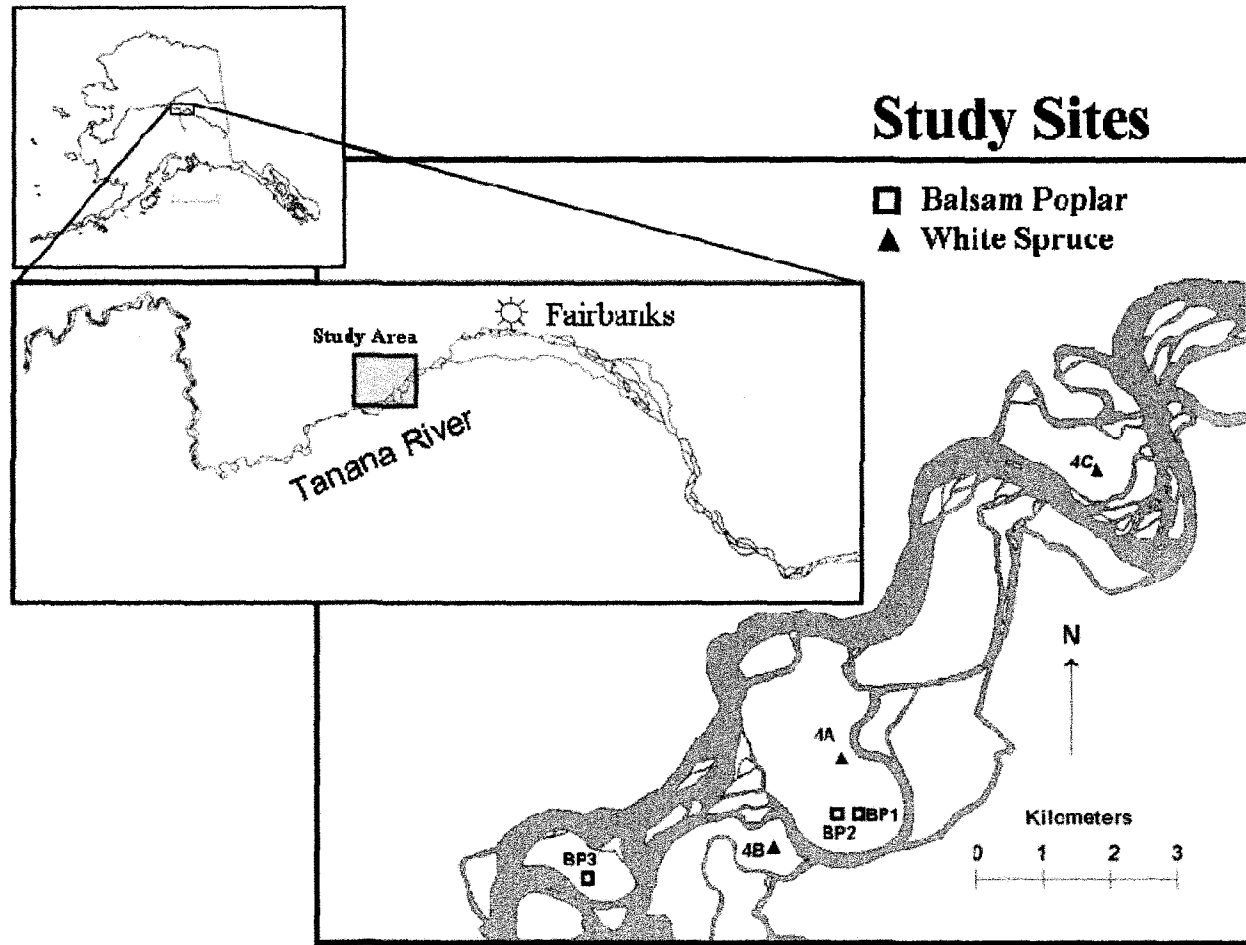 Study Sites
Balsam Poplar
White Spruce
Fairbanks
Study Area
Tanana River
4C
N
4A
BP1
BP2
4B
BP3
Kilometers
0 1 2 3